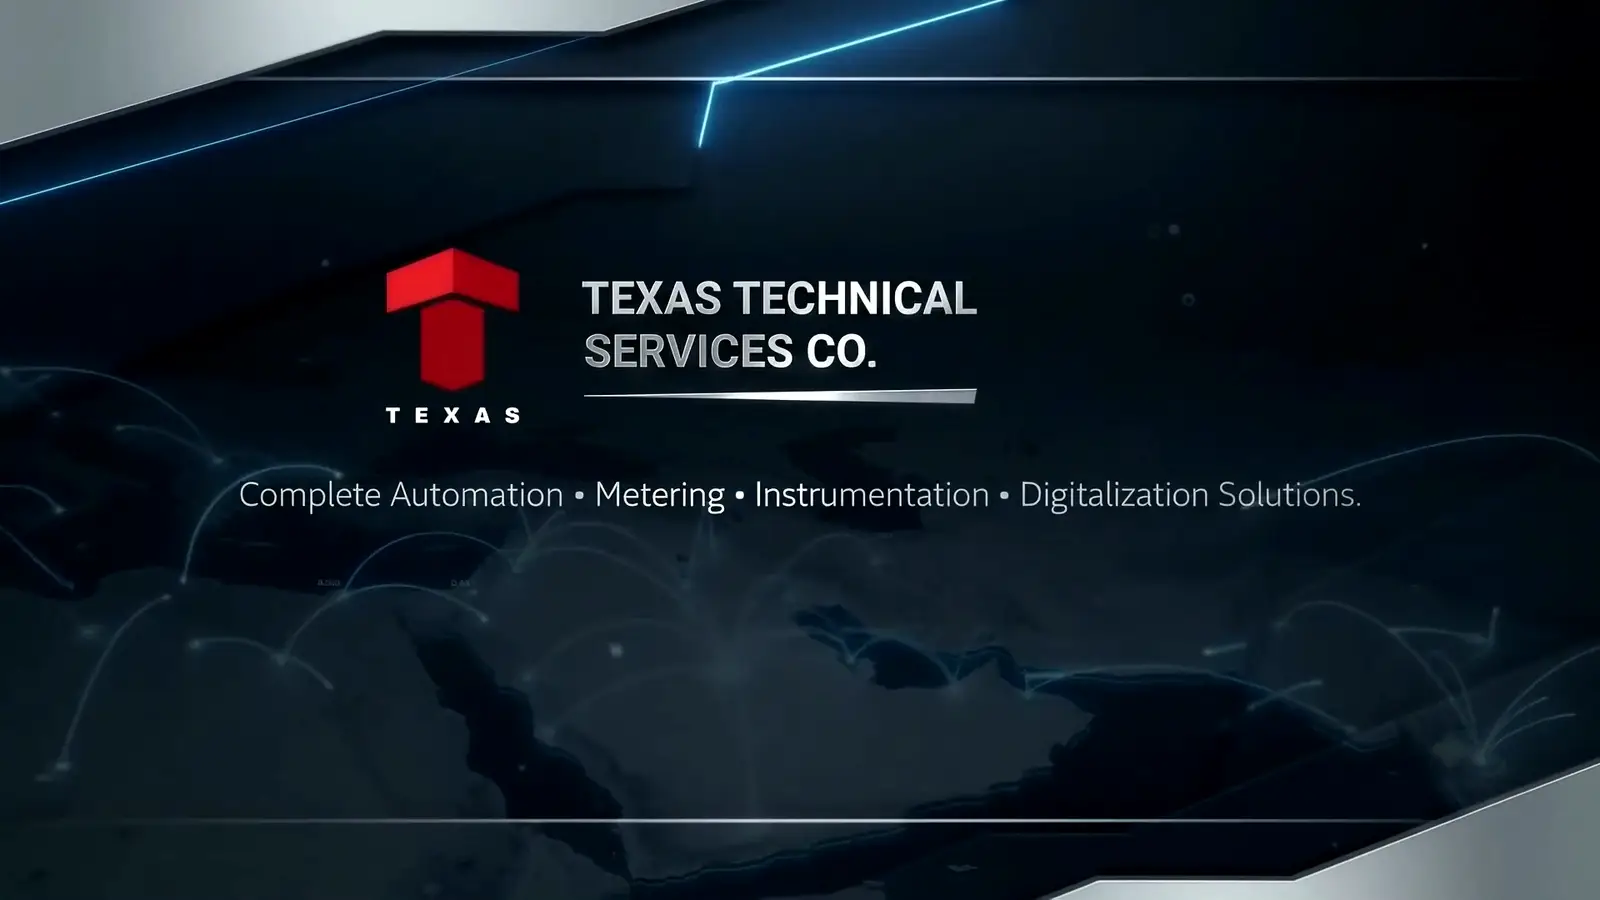 TEXAS TECHNICAL
SERVICES CO.
TEXAS
Complete Automation • Metering • Instrumentation • Digitalization Solutions.